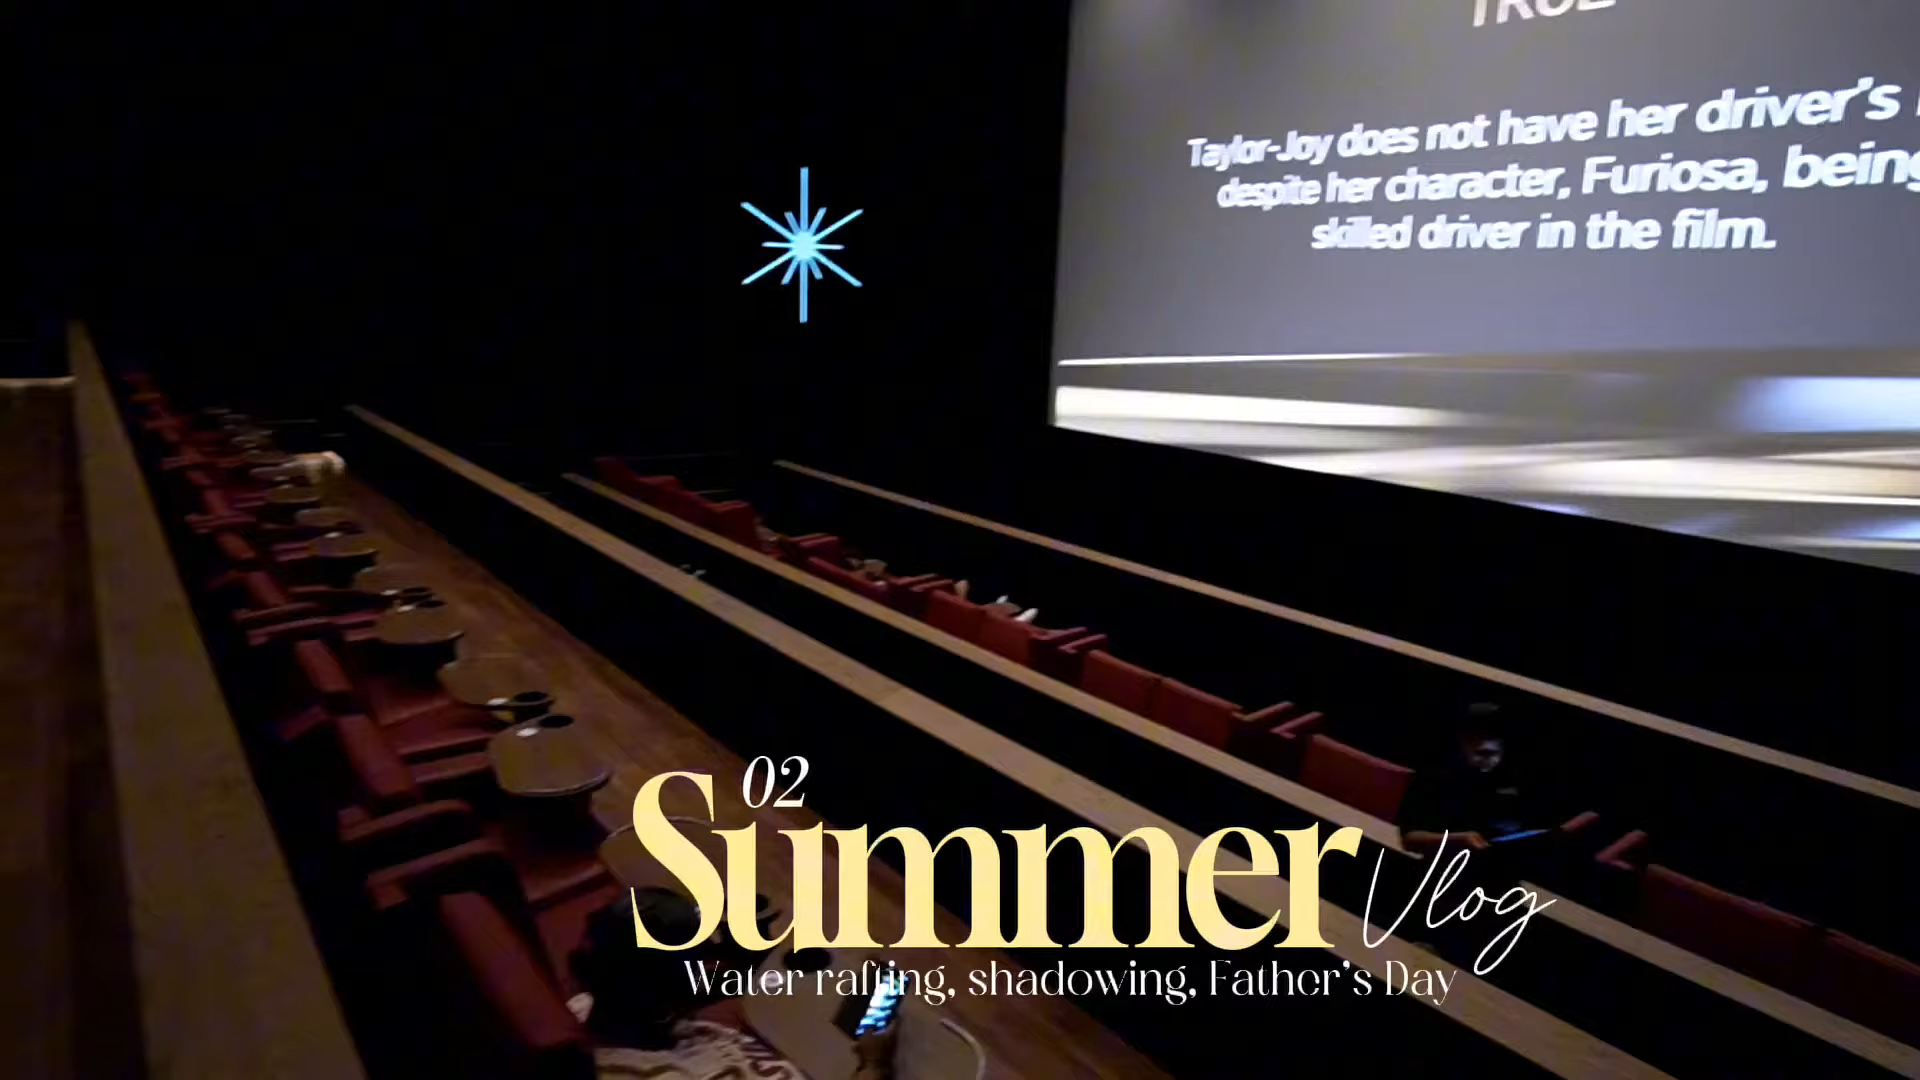 TRUE
Taylor-Joy does not have her driver's
despite her character, Furiosa, being
skilled driver in the film.
02
Summer Vlog
Water rafting, shadowing, Father's Day